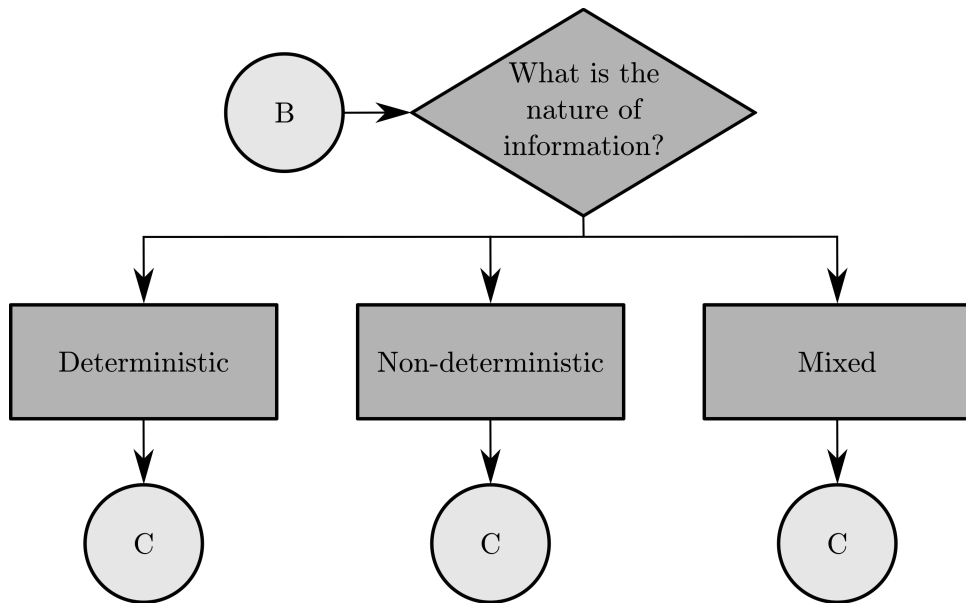 B
What is the
nature of
information?
Deterministic
Non-deterministic
Mixed
C
C
C